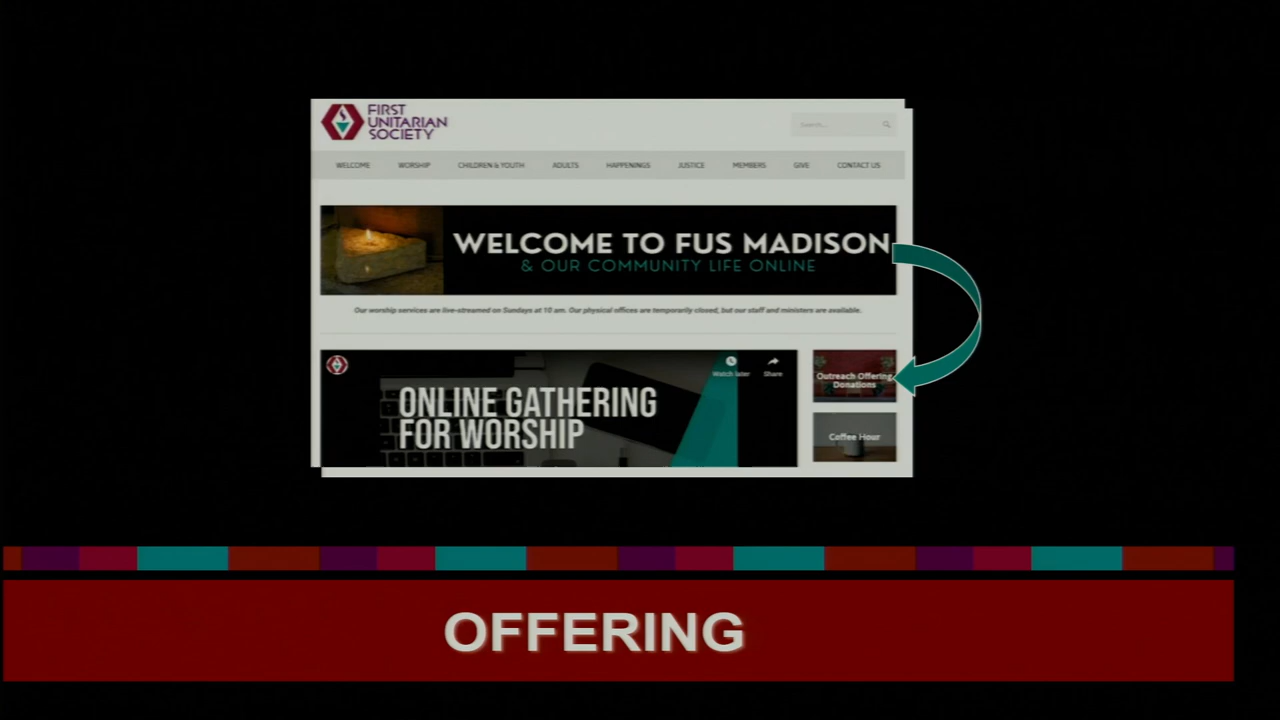 FIRST
UNITARIAN
SOCIETY
Search...
WELCOME WORSHIP CHILDREN & YOUTH ADULTS HAPPENINGS JUSTICE MEMBERS GIVE CONTACT US
WELCOME TO FUS MADISON
& OUR COMMUNITY LIFE ONLINE
Our worship services are live-streamed on Sundays at 10 am. Our physical offices are temporarily closed, but our staff and ministers are available.
Watch later Share
ONLINE GATHERING
FOR WORSHIP
Outreach Offering
Donations
Coffee Hour
OFFERING